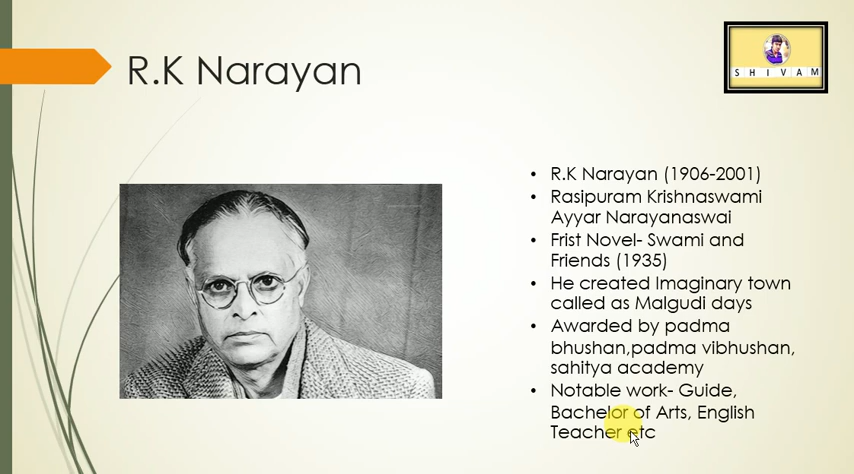 R.K Narayan
SHIVAM
• R.K Narayan (1906-2001)
• Rasipuram Krishnaswami
Ayyar Narayanaswai
• Frist Novel- Swami and
Friends (1935)
• He created Imaginary town
called as Malgudi days
• Awarded by padma
bhushan,padma vibhushan,
sahitya academy
• Notable work- Guide,
Bachelor of Arts, English
Teacher etc